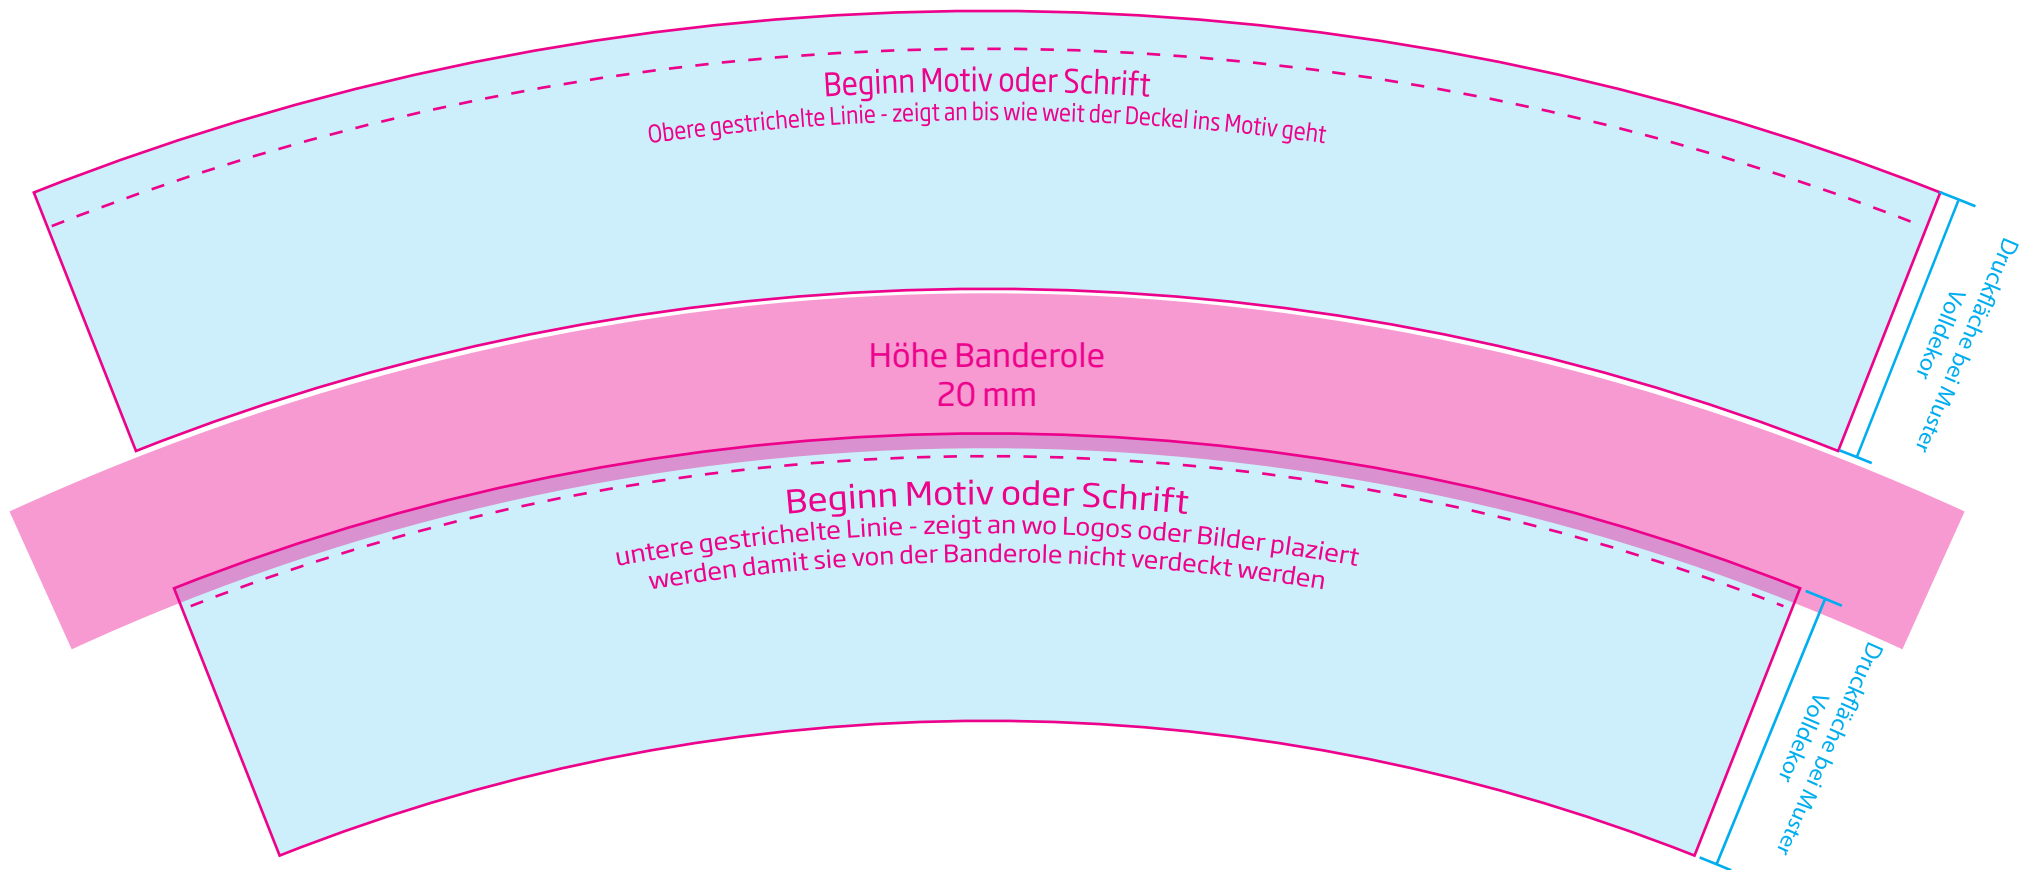 Beginn Motiv oder Schrift
Obere gestrichelte Linie - zeigt an bis wie weit der Deckel ins Motiv geht
Druckfläche bei Muster
Volldekor
Höhe Banderole
20 mm
Beginn Motiv oder Schrift
untere gestrichelte Linie - zeigt an wo Logos oder Bilder plaziert
werden damit sie von der Banderole nicht verdeckt werden
Druckfläche bei Muster
Volldekor